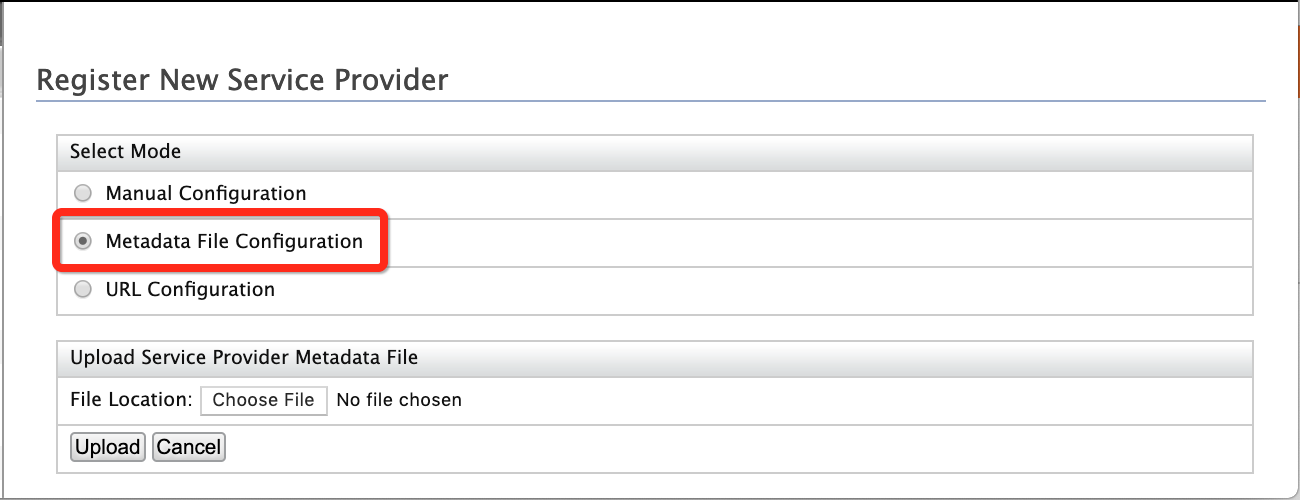 Register New Service Provider
Select Mode
Manual Configuration
Metadata File Configuration
URL Configuration
Upload Service Provider Metadata File
File Location: Choose File No file chosen
Upload Cancel